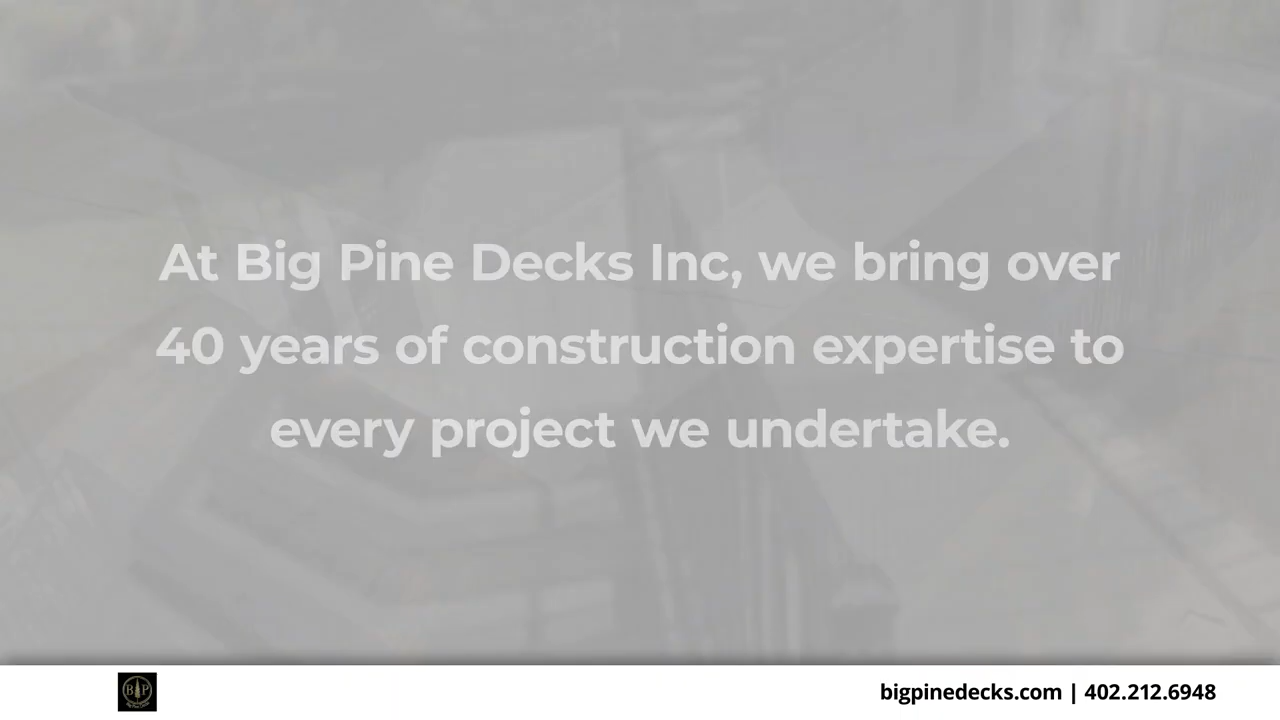 At Big Pine Decks Inc, we bring over
40 years of construction expertise to
every project we undertake.
B P
bigpinedecks.com | 402.212.6948